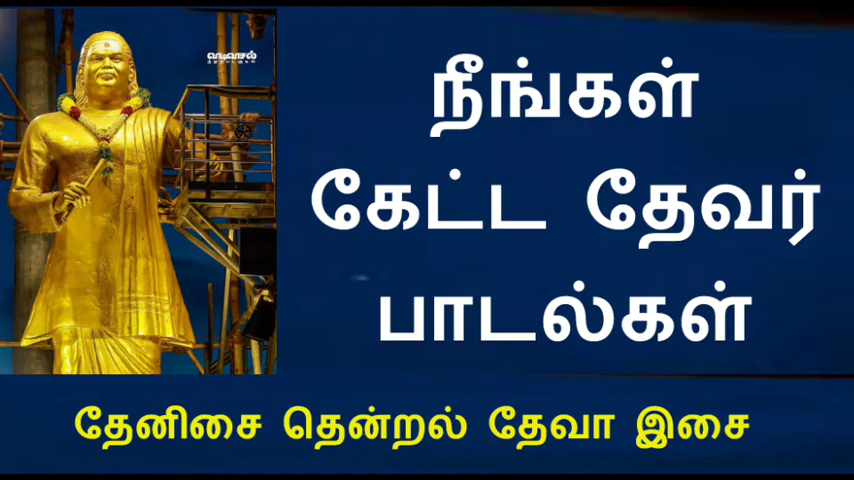 நீங்கள்
கேட்ட தேவர்
பாடல்கள்
தேனிசை தென்றல் தேவா இசை